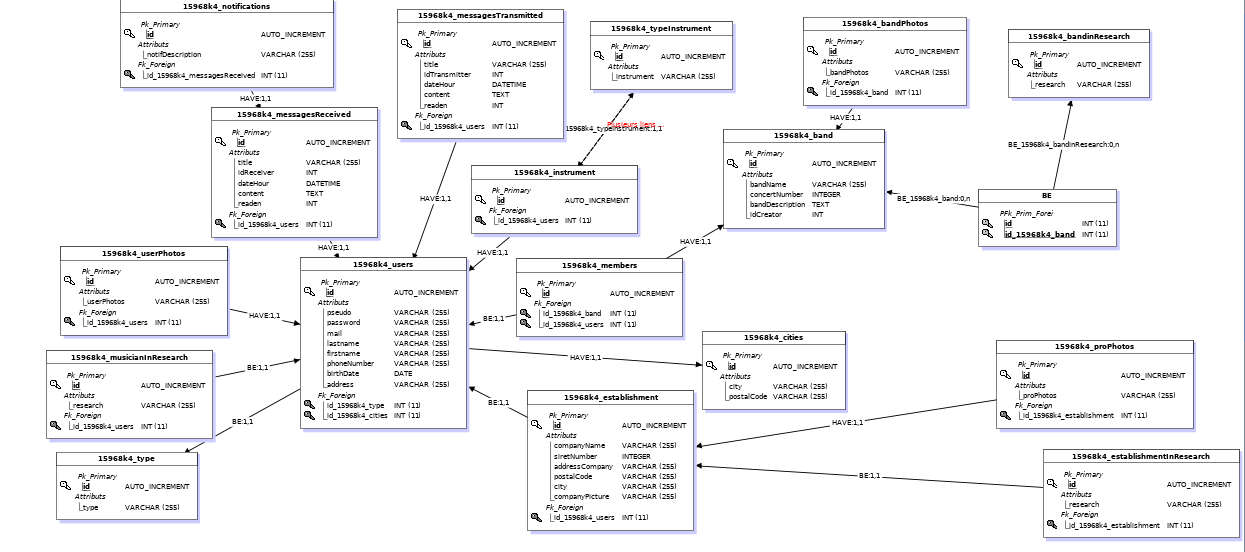 15968k4_notifications
Pk_Primary
id AUTO_INCREMENT
Attributes
notifDescription VARCHAR (255)
Fk_Foreign
id_15968k4_messagesReceived INT (11)
HAVE:1,1
15968k4_messagesTransmitted
Pk_Primary
id AUTO_INCREMENT
Attributes
title VARCHAR (255)
idTransmitter INT
dateHour DATETIME
content TEXT
readen INT
Fk_Foreign
id_15968k4_users INT (11)
HAVE:1,1
15968k4_typeInstrument
Pk_Primary
id AUTO_INCREMENT
Attributes
instrument VARCHAR (255)
Plusieurs liens
15968k4_typeInstrument:1,1
15968k4_bandPhotos
Pk_Primary
id AUTO_INCREMENT
Attributes
bandPhotos VARCHAR (255)
Fk_Foreign
id_15968k4_band INT (11)
HAVE:1,1
15968k4_bandinResearch
Pk_Primary
id AUTO_INCREMENT
Attributes
research VARCHAR (255)
BE_15968k4_bandinResearch:0,n
15968k4_messagesReceived
Pk_Primary
id AUTO_INCREMENT
Attributes
title VARCHAR (255)
idReceiver INT
dateHour DATETIME
content TEXT
readen INT
Fk_Foreign
id_15968k4_users INT (11)
HAVE:1,1
15968k4_instrument
Pk_Primary
id AUTO_INCREMENT
Fk_Foreign
id_15968k4_users INT (11)
HAVE:1,1
15968k4_band
Pk_Primary
id AUTO_INCREMENT
Attributes
bandName VARCHAR (255)
concertNumber INTEGER
bandDescription TEXT
idCreator INT
BE_15968k4_band:0,n
BE
PFk_Prim_Forei
id INT (11)
id_15968k4_band INT (11)
HAVE:1,1
15968k4_userPhotos
Pk_Primary
id AUTO_INCREMENT
Attributes
userPhotos VARCHAR (255)
Fk_Foreign
id_15968k4_users INT (11)
HAVE:1,1
15968k4_users
Pk_Primary
id AUTO_INCREMENT
Attributes
pseudo VARCHAR (255)
password VARCHAR (255)
mail VARCHAR (255)
lastname VARCHAR (255)
firstname VARCHAR (255)
phoneNumber VARCHAR (255)
birthDate DATE
address VARCHAR (255)
Fk_Foreign
id_15968k4_type INT (11)
id_15968k4_cities INT (11)
15968k4_members
Pk_Primary
id AUTO_INCREMENT
Fk_Foreign
id_15968k4_band INT (11)
id_15968k4_users INT (11)
BE:1,1
HAVE:1,1
15968k4_cities
Pk_Primary
id AUTO_INCREMENT
Attributes
city VARCHAR (255)
postalCode VARCHAR (255)
15968k4_proPhotos
Pk_Primary
id AUTO_INCREMENT
Attributes
proPhotos VARCHAR (255)
Fk_Foreign
id_15968k4_establishment INT (11)
HAVE:1,1
15968k4_musicianInResearch
Pk_Primary
id AUTO_INCREMENT
Attributes
research VARCHAR (255)
Fk_Foreign
id_15968k4_users INT (11)
BE:1,1
BE:1,1
15968k4_type
Pk_Primary
id AUTO_INCREMENT
Attributes
type VARCHAR (255)
BE:1,1
15968k4_establishment
Pk_Primary
id AUTO_INCREMENT
Attributes
companyName VARCHAR (255)
siretNumber INTEGER
addressCompany VARCHAR (255)
postalCode VARCHAR (255)
city VARCHAR (255)
companyPicture VARCHAR (255)
Fk_Foreign
id_15968k4_users INT (11)
BE:1,1
15968k4_establishmentInResearch
Pk_Primary
id AUTO_INCREMENT
Attributes
research VARCHAR (255)
Fk_Foreign
id_15968k4_establishment INT (11)